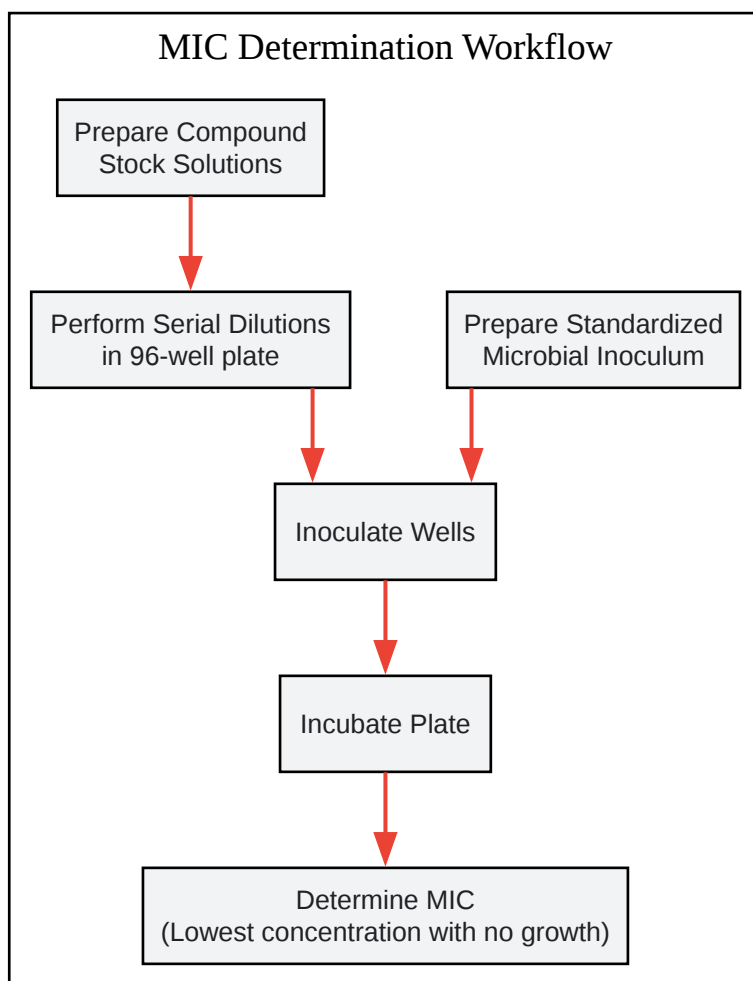 MIC Determination Workflow
Prepare Compound
Stock Solutions
Perform Serial Dilutions
in 96-well plate
Prepare Standardized
Microbial Inoculum
Inoculate Wells
Incubate Plate
Determine MIC
(Lowest concentration with no growth)